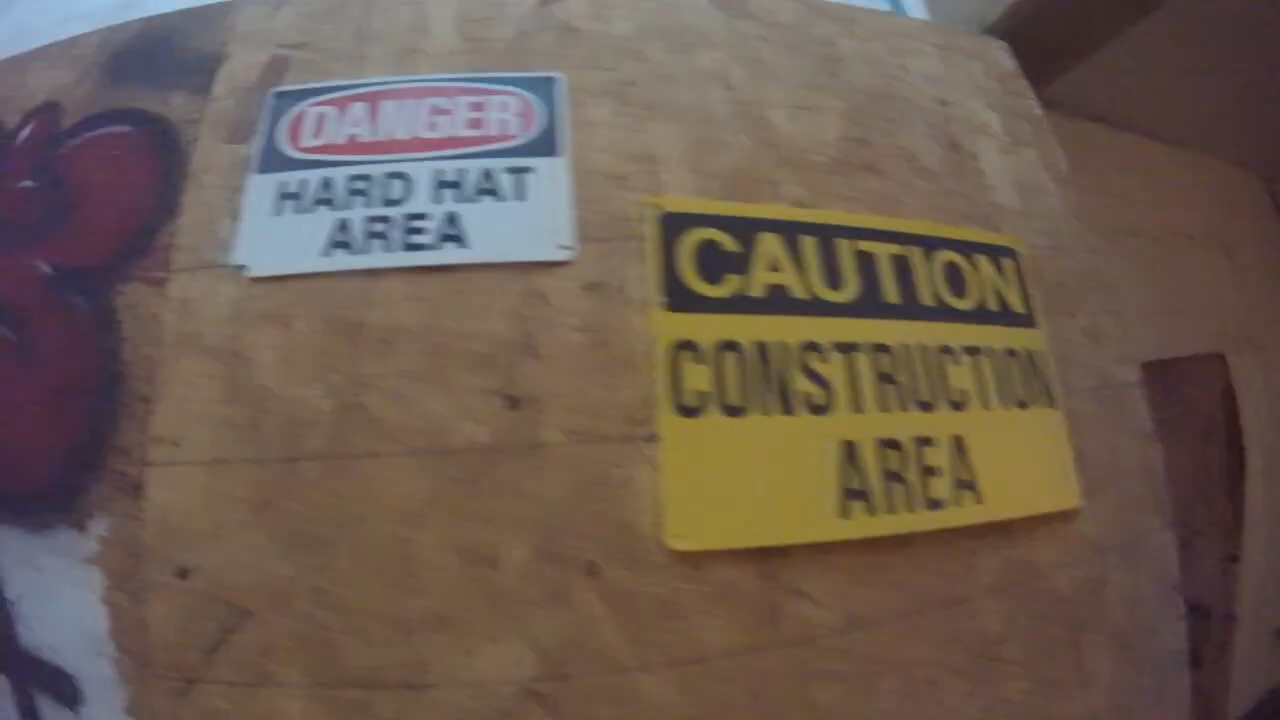 DANGER
HARD HAT
AREA
CAUTION
CONSTRUCTION
AREA